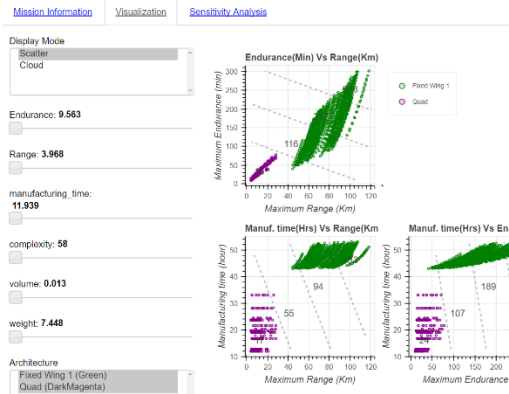 Mission Information Visualization Sensitivity Analysis
Display Mode
Scatter
Cloud
Endurance: 9.563
Range: 3.968
manufacturing_time:
11.939
complexity: 58
volume: 0.013
weight: 7.448
Architecture
Fixed Wing 1 (Green)
Quad (DarkMagenta)
Endurance(Min) Vs Range(Km)
Maximum Endurance (min)
300
250
200
150
100
50
0
116
0 20 40 60 80 100 120
Maximum Range (Km)
Fixed Wing 1
Quad
Manuf. time(Hrs) Vs Range(Km
Manufacturing time (hour)
50
40
30
20
10
94
55
0 20 40 60 80 100 120
Maximum Range (Km)
Manuf. time(Hrs) Vs En
Manufacturing time (hour)
50
40
30
20
10
189
107
24
0 50 100 150 200
Maximum Endurance